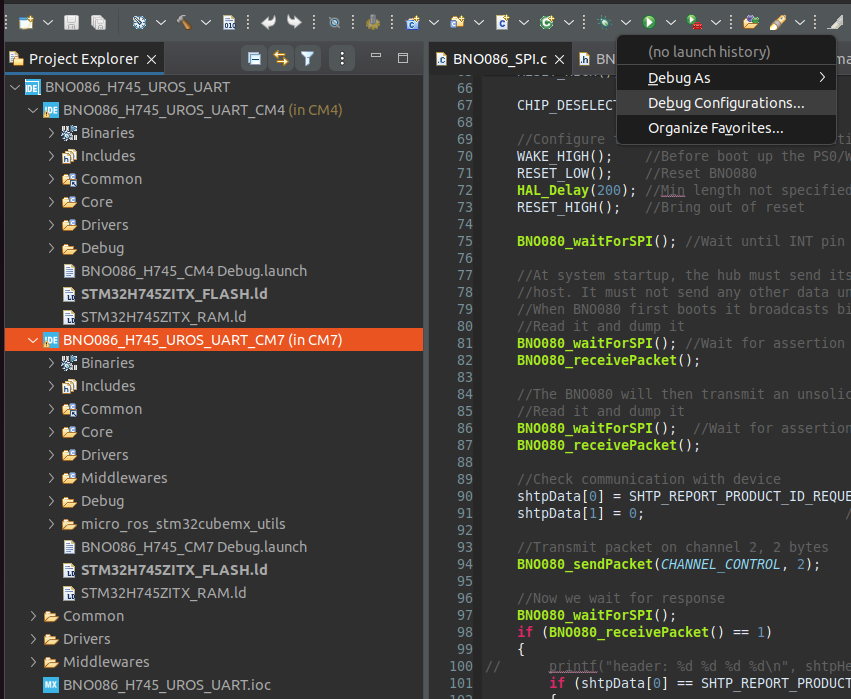 Project Explorer
BNO086_H745_UROS_UART
BNO086_H745_UROS_UART_CM4 (in CM4)
Binaries
Includes
Common
Core
Drivers
Debug
BNO086_H745_CM4 Debug.launch
STM32H745ZITX_FLASH.ld
STM32H745ZITX_RAM.ld
BNO086_H745_UROS_UART_CM7 (in CM7)
Binaries
Includes
Common
Core
Drivers
Middlewares
Debug
micro_ros_stm32cubemx_utils
BNO086_H745_CM7 Debug.launch
STM32H745ZITX_FLASH.ld
STM32H745ZITX_RAM.ld
Common
Drivers
Middlewares
BNO086_H745_UROS_UART.ioc
BNO086_SPI.c
BN
(no launch history)
Debug As
Debug Configurations...
Organize Favorites...
66
67 CHIP_DESELECT
68
69 //Configure
70 WAKE_HIGH(); //Before boot up the PS0/W
71 RESET_LOW(); //Reset BNO080
72 HAL_Delay(200); //Min length not specified
73 RESET_HIGH(); //Bring out of reset
74
75 BNO080_waitForSPI(); //Wait until INT pin
76
77 //At system startup, the hub must send its
78 //host. It must not send any other data un
79 //When BNO080 first boots it broadcasts bi
80 //Read it and dump it
81 BNO080_waitForSPI(); //Wait for assertion
82 BNO080_receivePacket();
83
84 //The BNO080 will then transmit an unsolic
85 //Read it and dump it
86 BNO080_waitForSPI(); //Wait for assertion
87 BNO080_receivePacket();
88
89 //Check communication with device
90 shtpData[0] = SHTP_REPORT_PRODUCT_ID_REQUE
91 shtpData[1] = 0; /
92
93 //Transmit packet on channel 2, 2 bytes
94 BNO080_sendPacket(CHANNEL_CONTROL, 2);
95
96 //Now we wait for response
97 BNO080_waitForSPI();
98 if (BNO080_receivePacket() == 1)
99 {
100 // printf("header: %d %d %d %d\n", shtpHe
101 if (shtpData[0] == SHTP_REPORT_PRODUCT